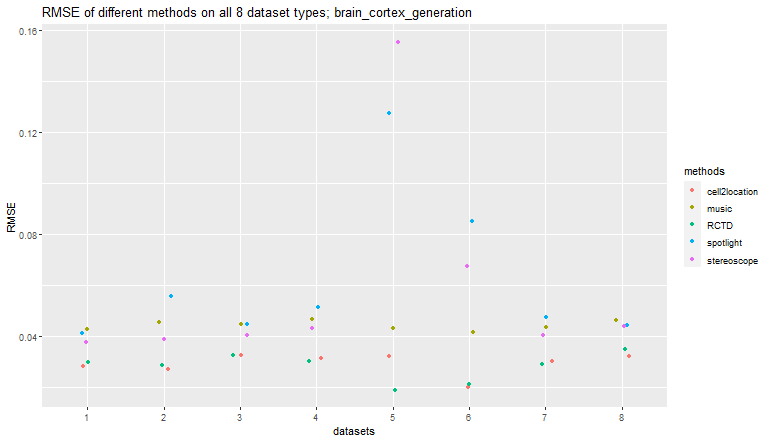 RMSE of different methods on all 8 dataset types; brain_cortex_generation
0.16
0.12
0.08
0.04
RMSE
1 2 3 4 5 6 7 8
datasets
methods
cell2location
music
RCTD
spotlight
stereoscope